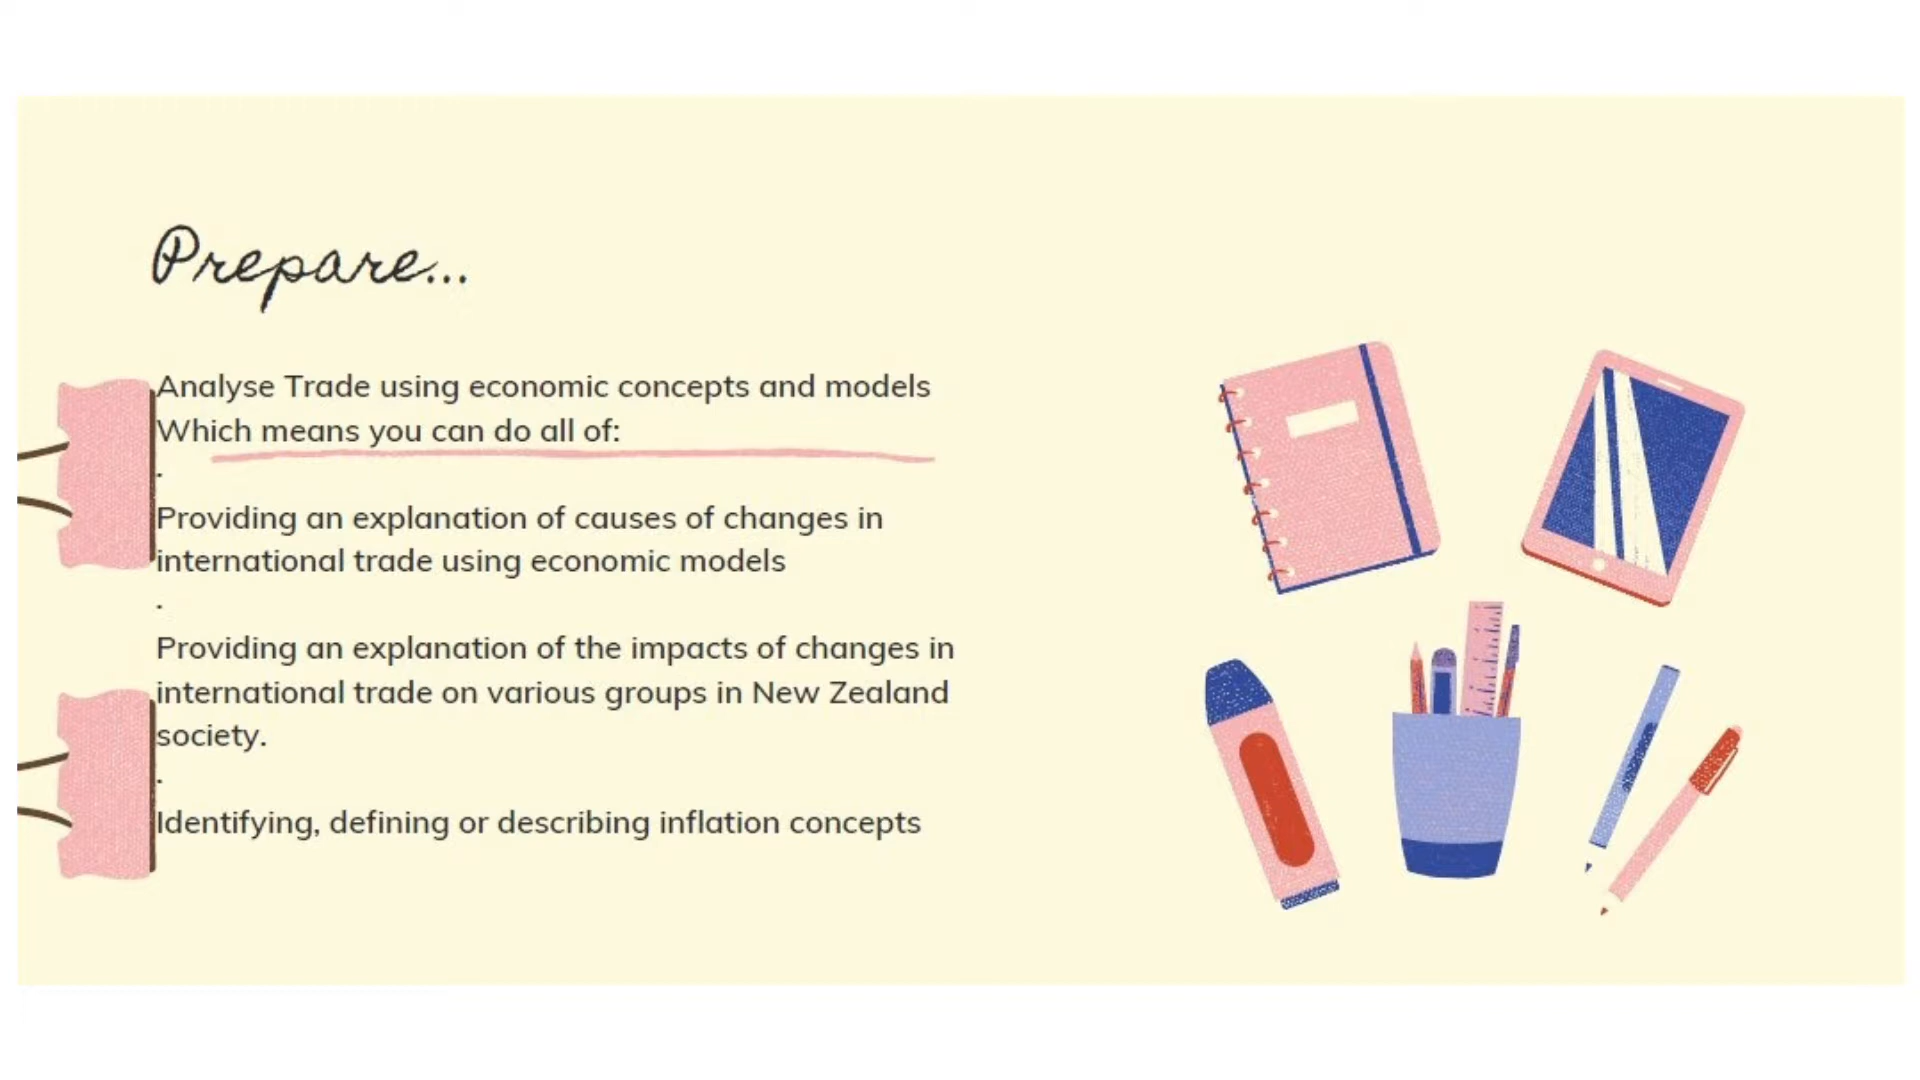 Prepare...
Analyse Trade using economic concepts and models
Which means you can do all of:
.
Providing an explanation of causes of changes in
international trade using economic models
.
Providing an explanation of the impacts of changes in
international trade on various groups in New Zealand
society.
.
Identifying, defining or describing inflation concepts